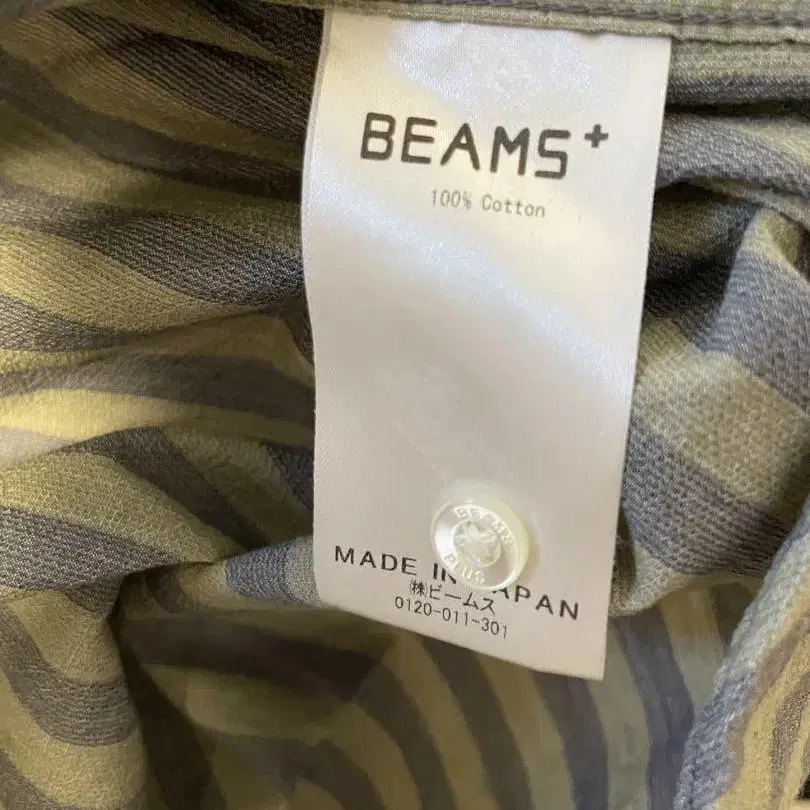 BEAMS+
100% Cotton
BEAMS
PLUS
MADE IN JAPAN
㈱ビームス
0120-011-301